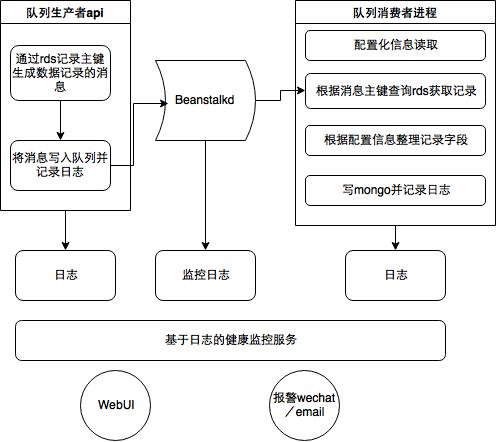 队列生产者api
通过rds记录主键
生成数据记录的消
息
将消息写入队列并
记录日志
Beanstalkd
队列消费者进程
配置化信息读取
根据消息主键查询rds获取记录
根据配置信息整理记录字段
写mongo并记录日志
日志
监控日志
日志
基于日志的健康监控服务
WebUI
报警wechat
／email